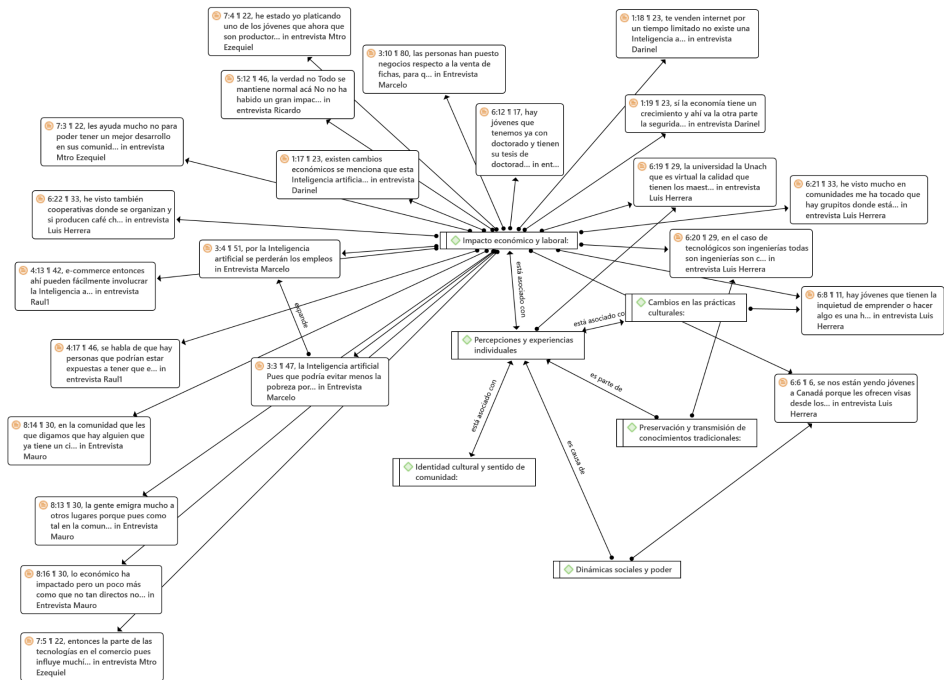 7:4 ¶ 22, he estado yo platicando
uno de los jóvenes que ahora que
son productor... in entrevista Mtro
Ezequiel
1:18 ¶ 23, te venden internet por
un tiempo limitado no existe una
Inteligencia a... in entrevista
Darinel
3:10 ¶ 80, las personas han puesto
negocios respecto a la venta de
fichas, para q... in Entrevista
Marcelo
5:12 ¶ 46, la verdad no Todo se
mantiene normal acá No no ha
habido un gran impac... in
entrevista Ricardo
6:12 ¶ 17, hay
jóvenes que
tenemos ya con
doctorado y tienen
su tesis de
doctorad... in ent...
1:19 ¶ 23, sí la economía tiene un
crecimiento y ahí va la otra parte
la segurida... in entrevista Darinel
7:3 ¶ 22, les ayuda mucho no para
poder tener un mejor desarrollo
en sus comunid... in entrevista
Mtro Ezequiel
1:17 ¶ 23, existen cambios
económicos se menciona que esta
Inteligencia artificia... in entrevista
Darinel
6:19 ¶ 29, la universidad la Unach
que es virtual la calidad que
tienen los maest... in entrevista
Luis Herrera
6:21 ¶ 33, he visto mucho en
comunidades me ha tocado que
hay grupitos donde está... in
entrevista Luis Herrera
6:22 ¶ 33, he visto también
cooperativas donde se organizan y
si producen café ch... in entrevista
Luis Herrera
3:4 ¶ 51, por la Inteligencia
artificial se perderán los empleos
in Entrevista Marcelo
Impacto económico y laboral:
6:20 ¶ 29, en el caso de
tecnológicos son ingenierías todas
son ingenierías son c... in
entrevista Luis Herrera
4:13 ¶ 42, e-commerce entonces
ahí pueden fácilmente involucrar
la Inteligencia a... in entrevista
Raul1
está asociado con
expande
Cambios en las prácticas
culturales:
6:8 ¶ 11, hay jóvenes que tienen la
inquietud de emprender o hacer
algo es una h... in entrevista Luis
Herrera
está asociado co
Percepciones y experiencias
individuales
4:17 ¶ 46, se habla de que hay
personas que podrían estar
expuestas a tener que e... in
entrevista Raul1
3:3 ¶ 47, la Inteligencia artificial
Pues que podría evitar menos la
pobreza por... in Entrevista
Marcelo
es parte de
6:6 ¶ 6, se nos están yendo jóvenes
a Canadá porque les ofrecen visas
desde los... in entrevista Luis
Herrera
8:14 ¶ 30, en la comunidad que les
que digamos que hay alguien que
ya tiene un ci... in Entrevista
Mauro
está asociado con
Preservación y transmisión de
conocimientos tradicionales:
es causa de
Identidad cultural y sentido de
comunidad:
8:13 ¶ 30, la gente emigra mucho a
otros lugares porque pues como
tal en la comun... in Entrevista
Mauro
8:16 ¶ 30, lo económico ha
impactado pero un poco más
como que no tan directos no... in
Entrevista Mauro
Dinámicas sociales y poder
7:5 ¶ 22, entonces la parte de las
tecnologías en el comercio pues
influye muchí... in entrevista Mtro
Ezequiel